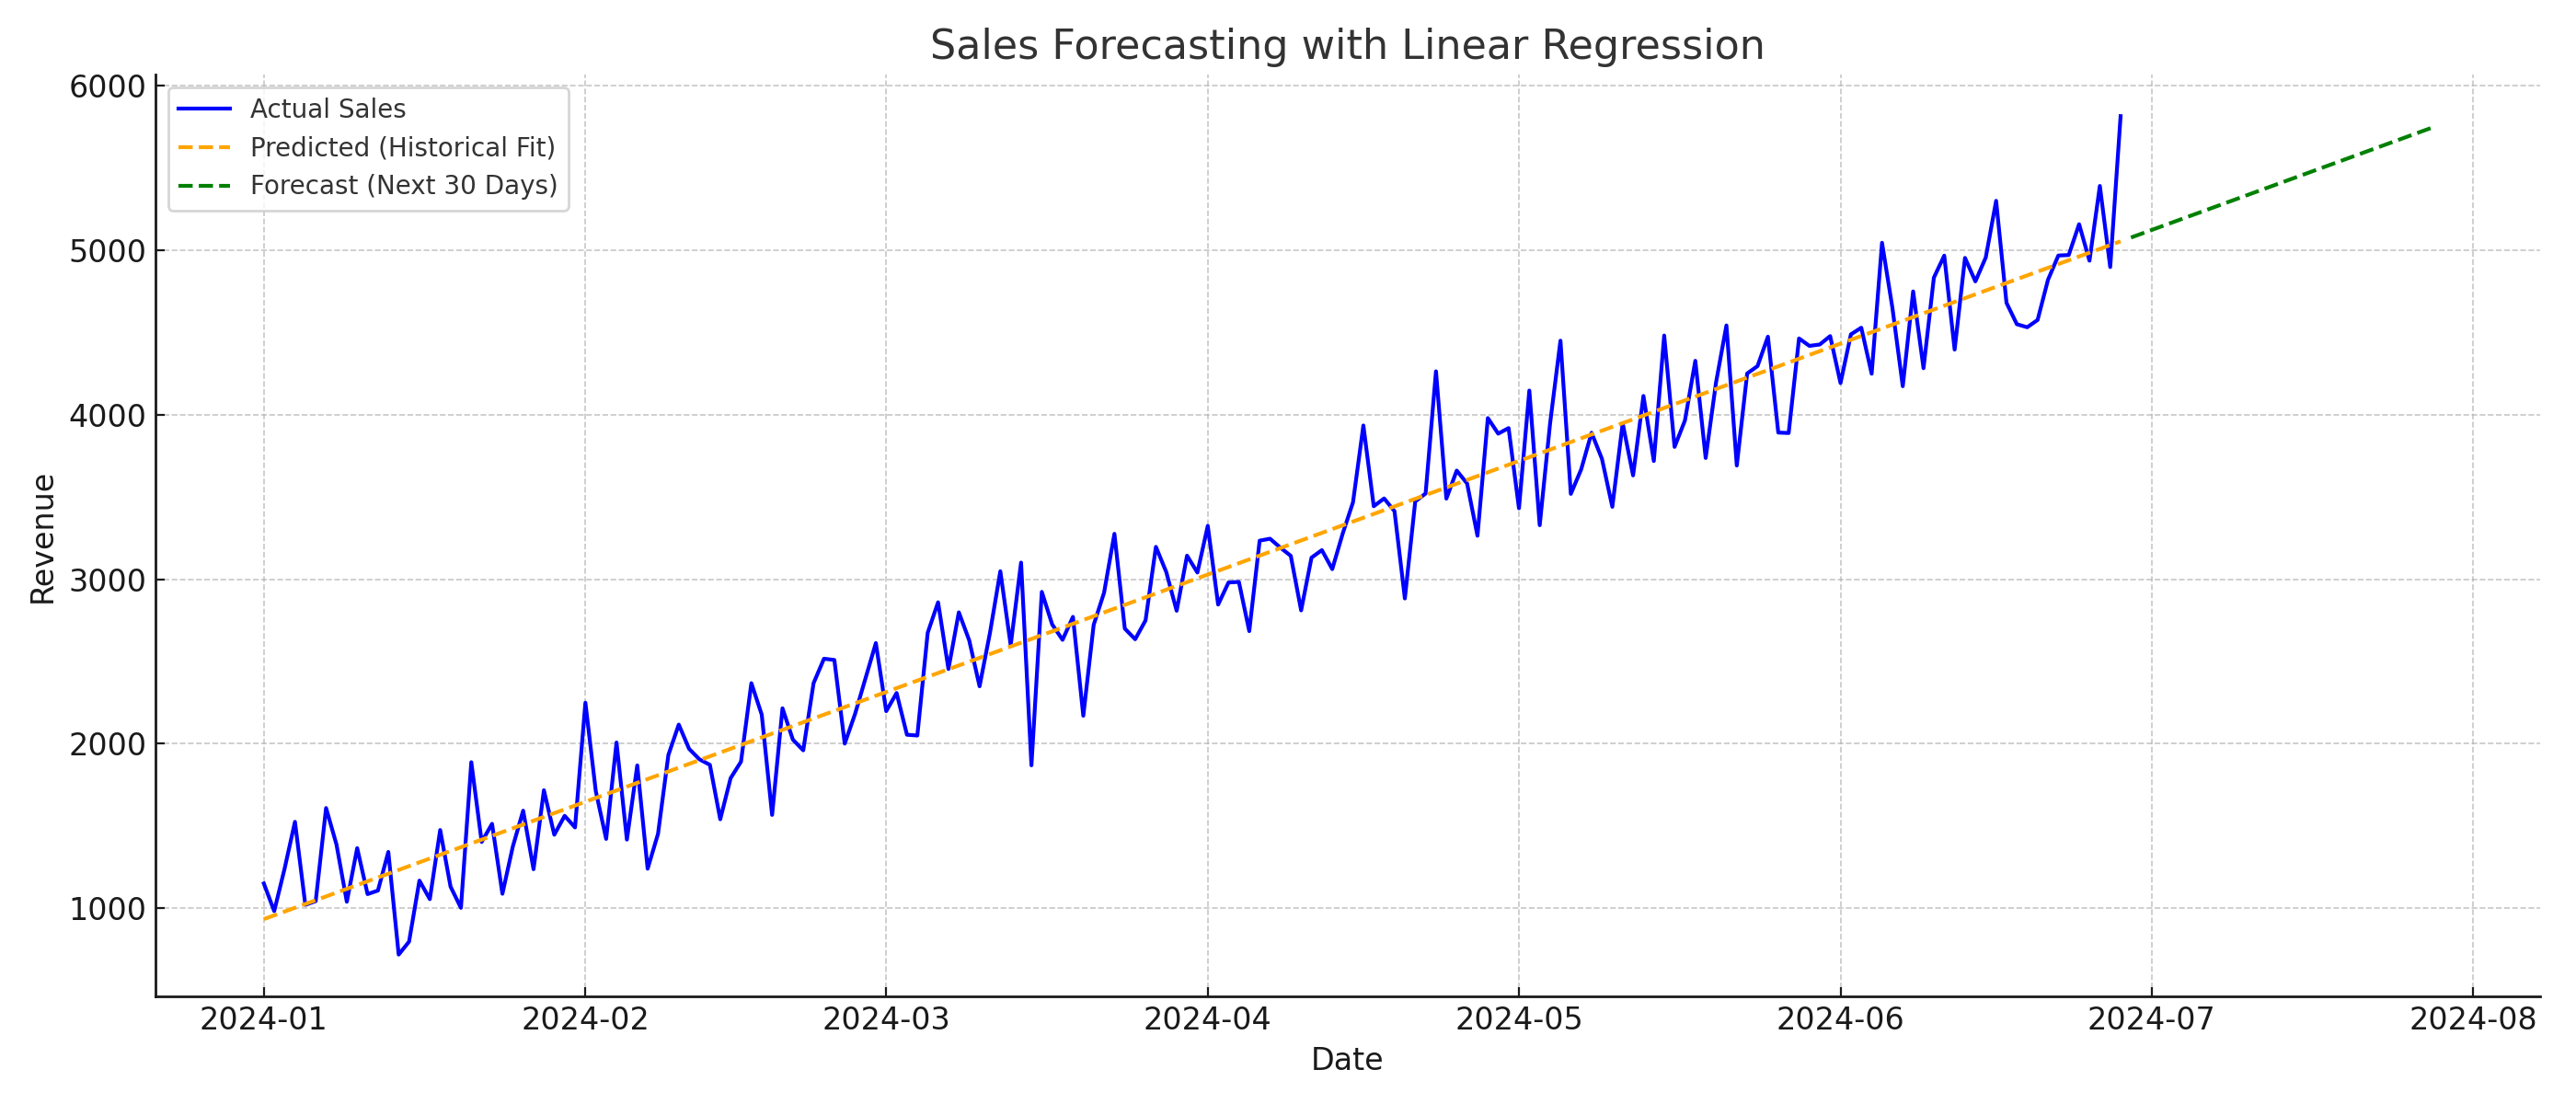 Sales Forecasting with Linear Regression
6000
5000
4000
3000
2000
1000
Revenue
Actual Sales
Predicted (Historical Fit)
Forecast (Next 30 Days)
2024-01
2024-02
2024-03
2024-04
2024-05
2024-06
2024-07
2024-08
Date